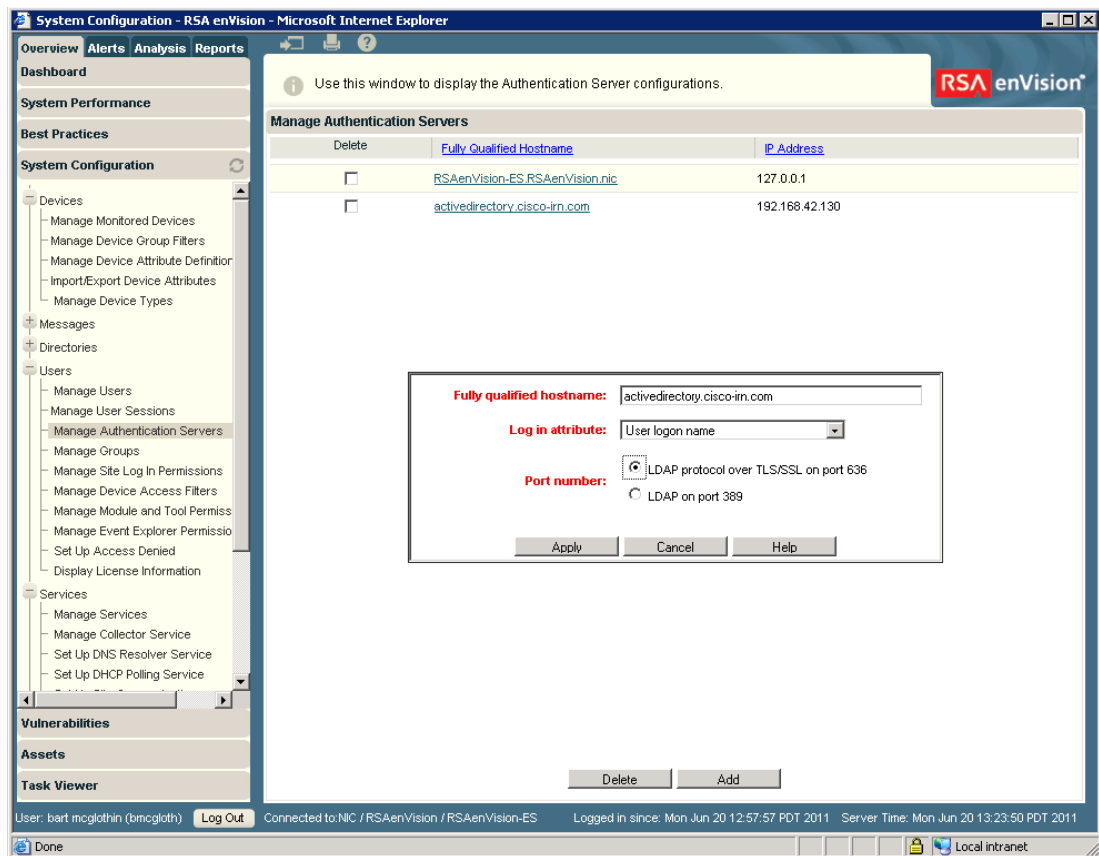 System Configuration - RSA enVision - Microsoft Internet Explorer
Overview Alerts Analysis Reports
Dashboard
System Performance
Best Practices
System Configuration
Devices
Manage Monitored Devices
Manage Device Group Filters
Manage Device Attribute Definitior
Import/Export Device Attributes
Manage Device Types
Messages
Directories
Users
Manage Users
Manage User Sessions
Manage Authentication Servers
Manage Groups
Manage Site Log In Permissions
Manage Device Access Filters
Manage Module and Tool Permiss
Manage Event Explorer Permissio
Set Up Access Denied
Display License Information
Services
Manage Services
Manage Collector Service
Set Up DNS Resolver Service
Set Up DHCP Polling Service
Vulnerabilities
Assets
Task Viewer
Use this window to display the Authentication Server configurations.
RSA enVision
Manage Authentication Servers
Delete Fully Qualified Hostname IP Address
RSAenVision-ES.RSAenVision.nic 127.0.0.1
activedirectory.cisco-irn.com 192.168.42.130
Fully qualified hostname: activedirectory.cisco-irn.com
Log in attribute: User logon name
Port number:
LDAP protocol over TLS/SSL on port 636
LDAP on port 389
Apply Cancel Help
Delete Add
User: bart mcglothin (bmcgloth) Log Out Connected to:NIC / RSAenVision / RSAenVision-ES Logged in since: Mon Jun 20 12:57:57 PDT 2011 Server Time: Mon Jun 20 13:23:50 PDT 2011
Done Local intranet